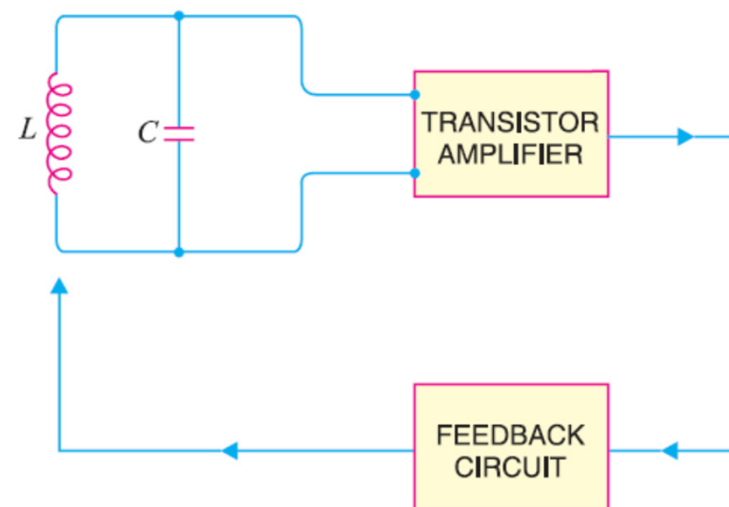 L
C
TRANSISTOR
AMPLIFIER
FEEDBACK
CIRCUIT